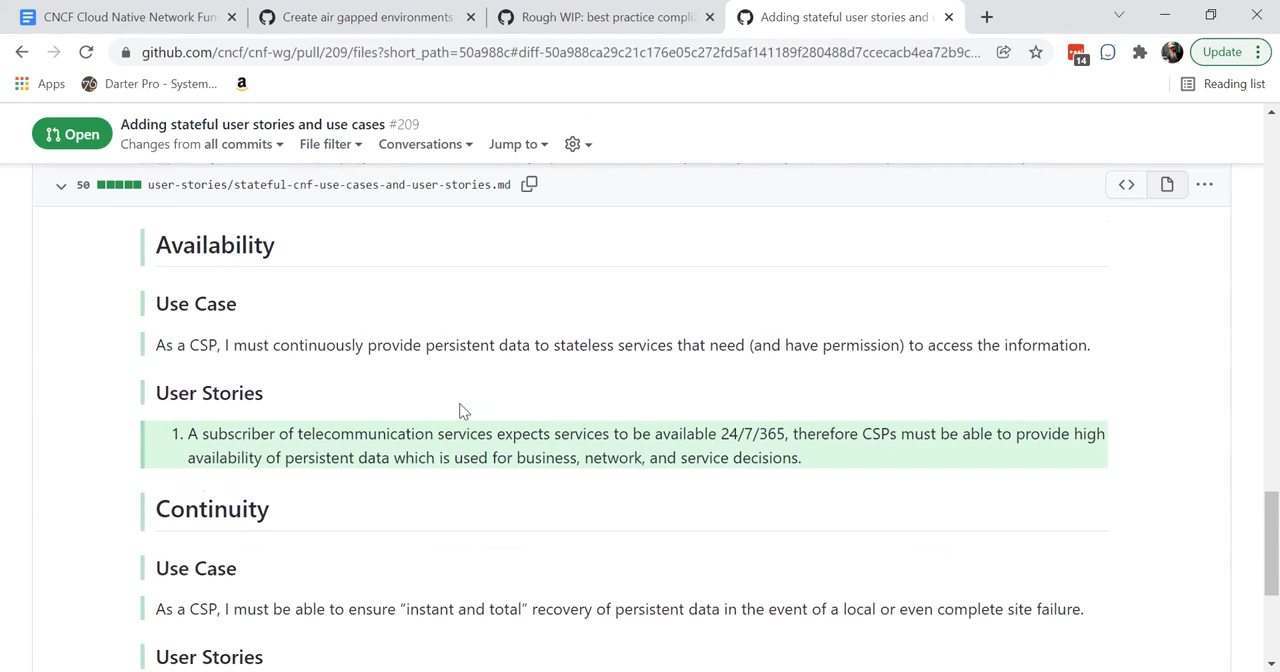 CNCF Cloud Native Network Fun
Create air gapped environments
Rough WIP: best practice compli
Adding stateful user stories and
github.com/cncf/cnf-wg/pull/209/files?short_path=50a988c#diff-50a988ca29c21c176e05c272fd5af141189f280488d7ccecacb4ea72b9c...
14
Update
Apps
Darter Pro - System...
a
Reading list
Open
Adding stateful user stories and use cases #209
Changes from all commits
File filter
Conversations
Jump to
50
user-stories/stateful-cnf-use-cases-and-user-stories.md
Availability
Use Case
As a CSP, I must continuously provide persistent data to stateless services that need (and have permission) to access the information.
User Stories
1. A subscriber of telecommunication services expects services to be available 24/7/365, therefore CSPs must be able to provide high
availability of persistent data which is used for business, network, and service decisions.
Continuity
Use Case
As a CSP, I must be able to ensure “instant and total” recovery of persistent data in the event of a local or even complete site failure.
User Stories